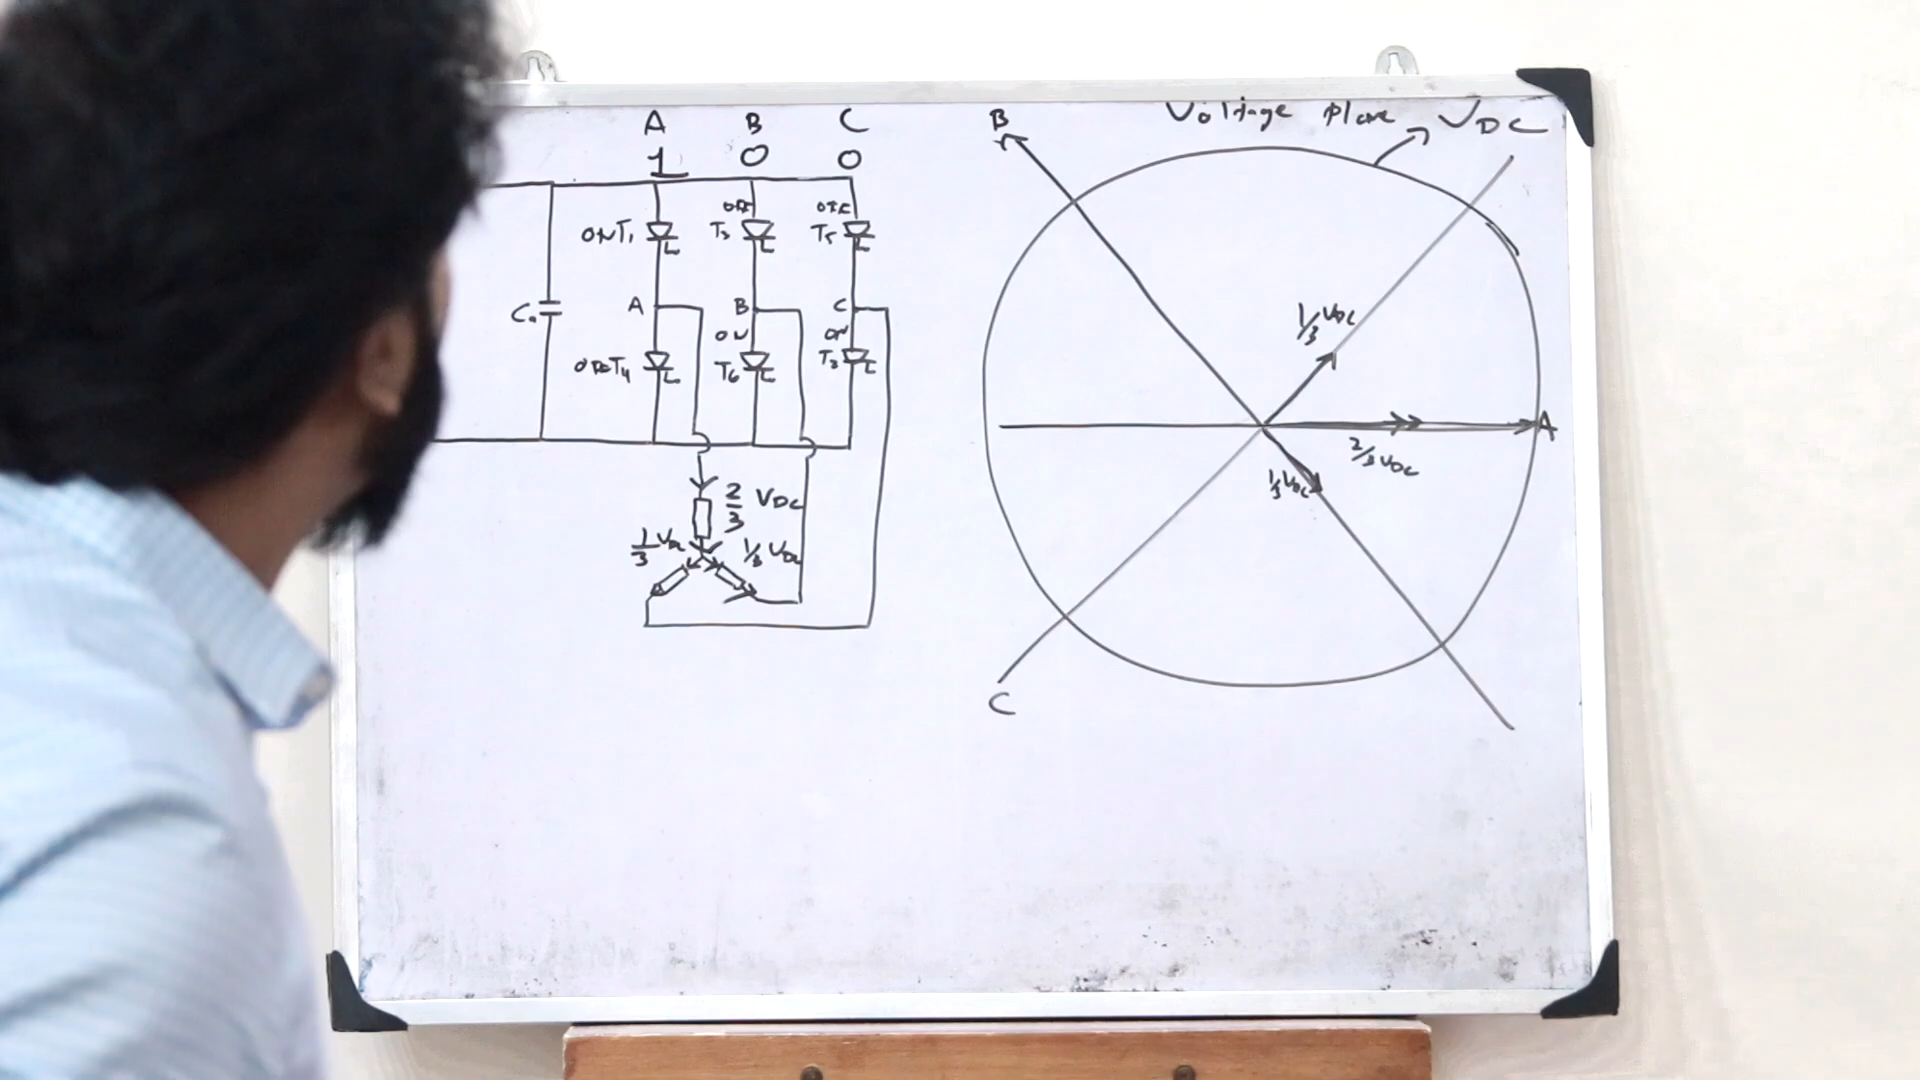 A B C
1 0 0
ON T1 OFF T3 OFF T5
A B C
C0
OFF T4 ON T6 ON T2
2/3 VDC
1/3 VDC 1/3 VDC
Voltage plane VDC
B
1/3 VDC
A
2/3 VDC
1/3 VDC
C